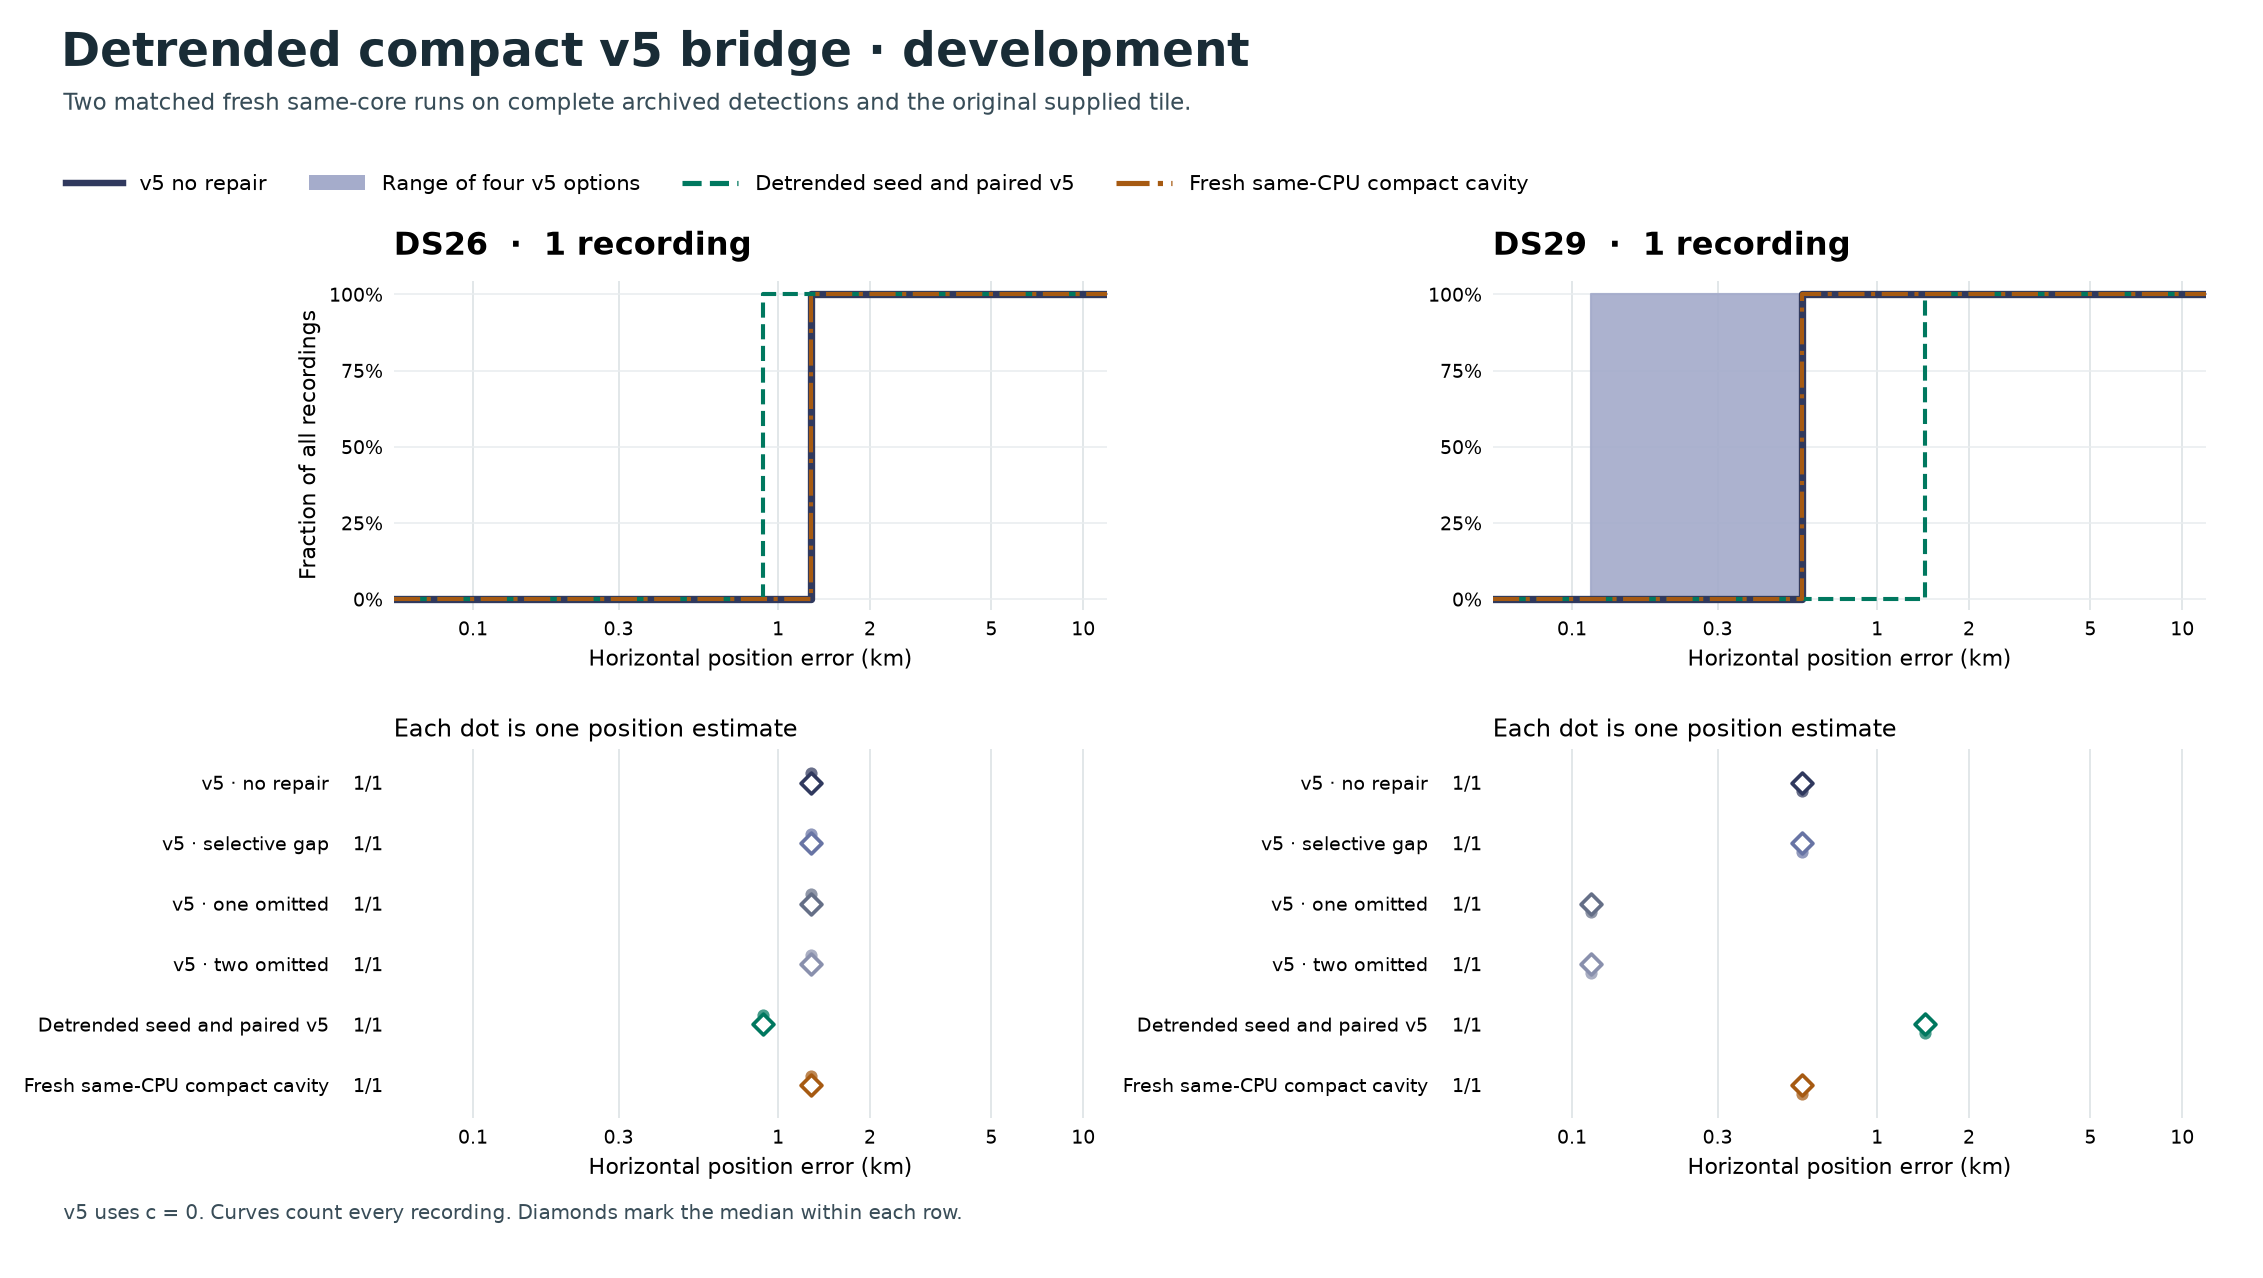 Detrended compact v5 bridge · development
Two matched fresh same-core runs on complete archived detections and the original supplied tile.
v5 no repair
Range of four v5 options
Detrended seed and paired v5
Fresh same-CPU compact cavity
DS26 · 1 recording
Fraction of all recordings
100%
75%
50%
25%
0%
0.1 0.3 1 2 5 10
Horizontal position error (km)
DS29 · 1 recording
100%
75%
50%
25%
0%
0.1 0.3 1 2 5 10
Horizontal position error (km)
Each dot is one position estimate
v5 · no repair 1/1
v5 · selective gap 1/1
v5 · one omitted 1/1
v5 · two omitted 1/1
Detrended seed and paired v5 1/1
Fresh same-CPU compact cavity 1/1
0.1 0.3 1 2 5 10
Horizontal position error (km)
Each dot is one position estimate
v5 · no repair 1/1
v5 · selective gap 1/1
v5 · one omitted 1/1
v5 · two omitted 1/1
Detrended seed and paired v5 1/1
Fresh same-CPU compact cavity 1/1
0.1 0.3 1 2 5 10
Horizontal position error (km)
v5 uses c = 0. Curves count every recording. Diamonds mark the median within each row.